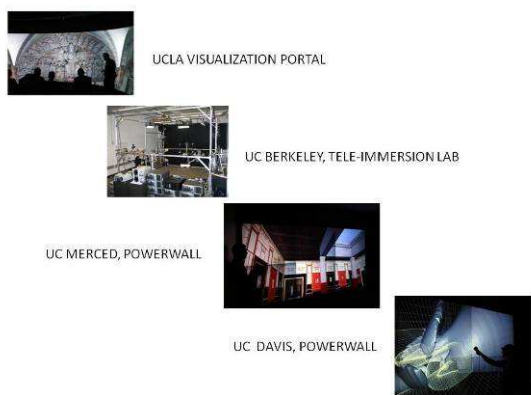 UCLA VISUALIZATION PORTAL
UC BERKELEY, TELE-IMMERSION LAB
UC MERCED, POWERWALL
UC DAVIS, POWERWALL